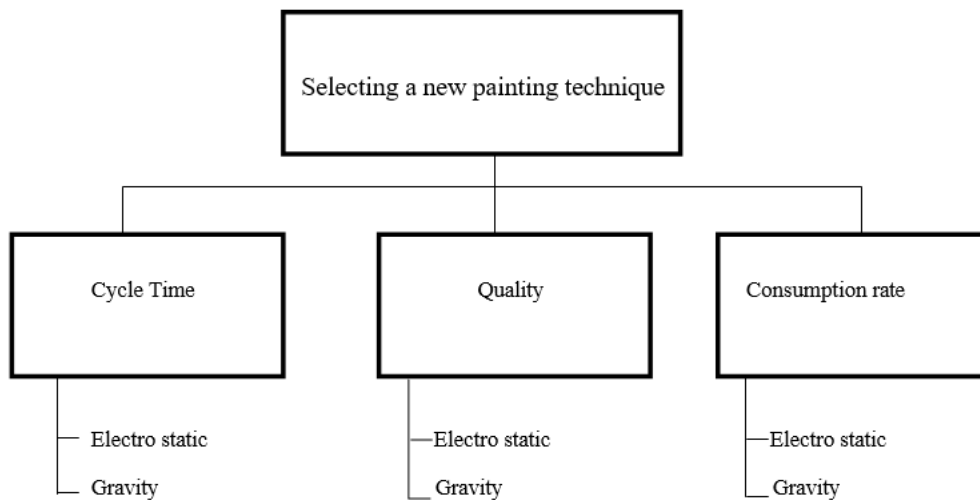 Selecting a new painting technique
Cycle Time
Quality
Consumption rate
Electro static
Electro static
Electro static
Gravity
Gravity
Gravity